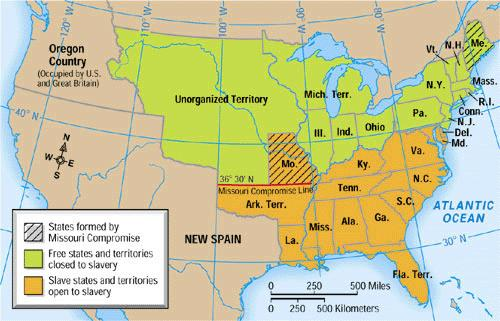 120° W
110° W
100° W
90° W
80° W
Oregon
Country
(Occupied by U.S.
and Great Britain)
Unorganized Territory
Mich. Terr.
Vt.
N.H.
Me.
N.Y.
Mass.
R.I.
Conn.
N.J.
Pa.
Del.
Md.
Ill.
Ind.
Ohio
40° N
N
W
E
S
Mo.
Ky.
Va.
36° 30' N
Missouri Compromise Line
Ark. Terr.
Tenn.
N.C.
S.C.
ATLANTIC
OCEAN
Miss.
Ala.
Ga.
La.
NEW SPAIN
30° N
Fla. Terr.
States formed by
Missouri Compromise
Free states and territories
closed to slavery
Slave states and territories
open to slavery
0 250 500 Miles
0 250 500 Kilometers